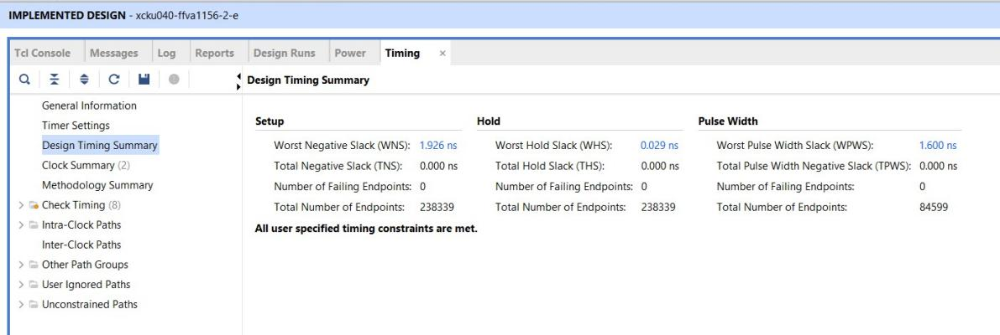 IMPLEMENTED DESIGN - xcku040-ffva1156-2-e
Tcl Console Messages Log Reports Design Runs Power Timing ×
Design Timing Summary
General Information
Timer Settings
Design Timing Summary
Clock Summary (2)
Methodology Summary
Check Timing (8)
Intra-Clock Paths
Inter-Clock Paths
Other Path Groups
User Ignored Paths
Unconstrained Paths
Setup
Worst Negative Slack (WNS): 1.926 ns
Total Negative Slack (TNS): 0.000 ns
Number of Failing Endpoints: 0
Total Number of Endpoints: 238339
Hold
Worst Hold Slack (WHS): 0.029 ns
Total Hold Slack (THS): 0.000 ns
Number of Failing Endpoints: 0
Total Number of Endpoints: 238339
Pulse Width
Worst Pulse Width Slack (WPWS): 1.600 ns
Total Pulse Width Negative Slack (TPWS): 0.000 ns
Number of Failing Endpoints: 0
Total Number of Endpoints: 84599
All user specified timing constraints are met.